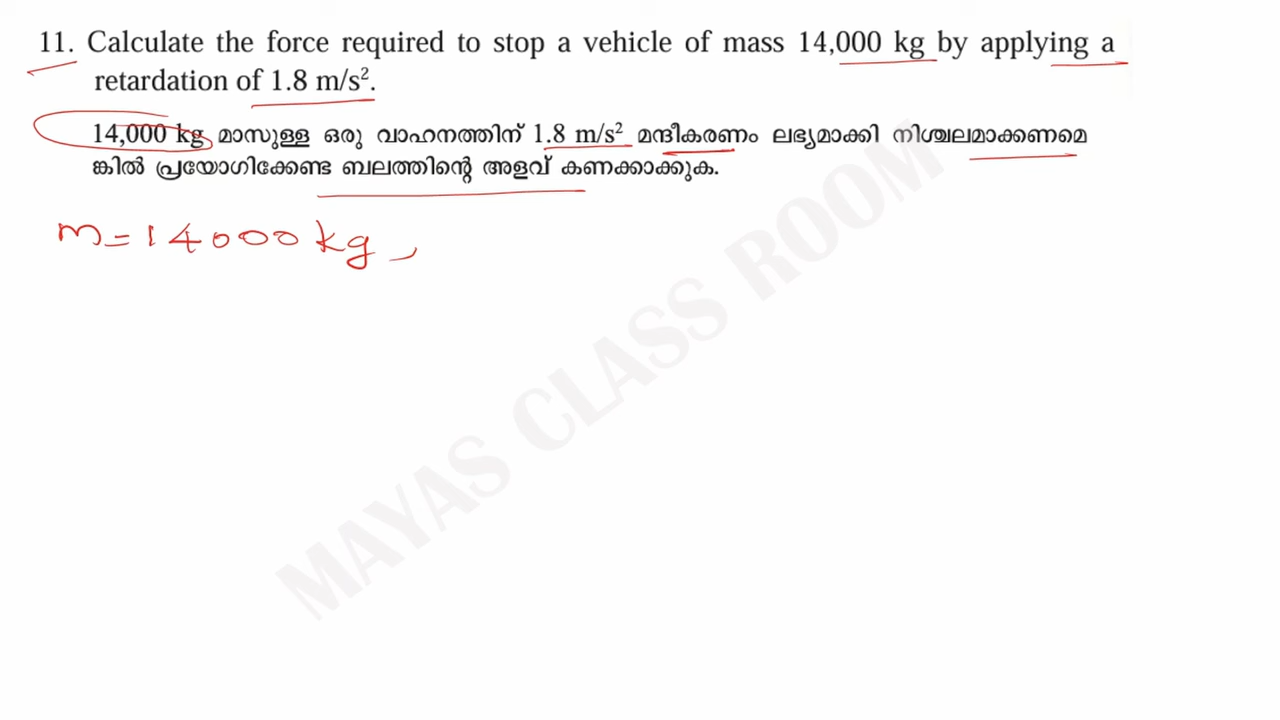 11. Calculate the force required to stop a vehicle of mass 14,000 kg by applying a
retardation of 1.8 m/s².
14,000 kg മാസുള്ള ഒരു വാഹനത്തിന് 1.8 m/s² മന്ദീകരണം ലഭ്യമാക്കി നിശ്ചലമാക്കണമെ
ങ്കിൽ പ്രയോഗിക്കേണ്ട ബലത്തിന്റെ അളവ് കണക്കാക്കുക.
m = 14000 kg,
MAYAS CLASS ROOM